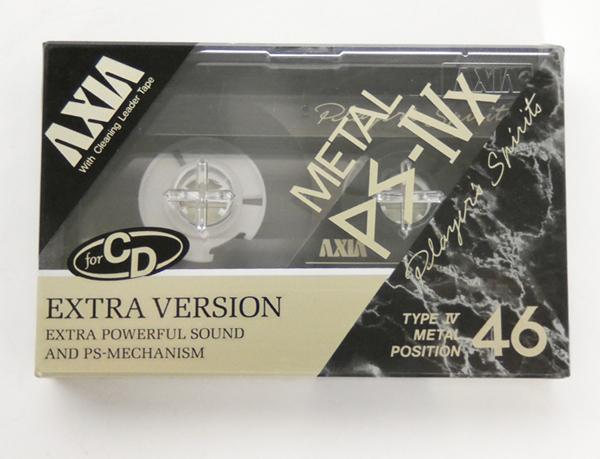 AXIA
With Cleaning Leader Tape
AXIA
Player's Spirits
METAL
PS-IVx
AXIA
Player's Spirits
for CD
EXTRA VERSION
EXTRA POWERFUL SOUND
AND PS-MECHANISM
TYPE IV
METAL
POSITION
46